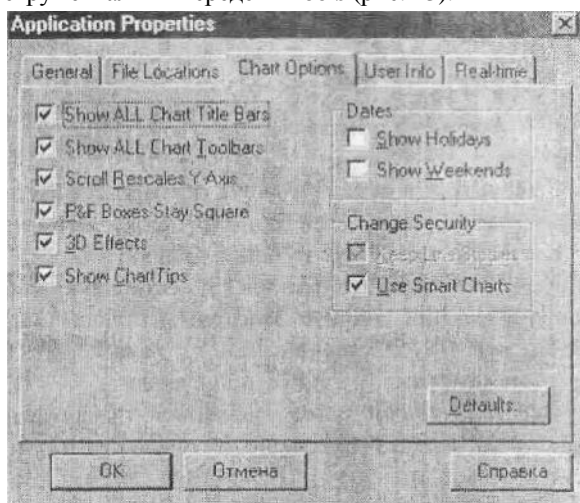 (рис.
Application Properties
General File Locations Chart Options User Info Real-time
Show ALL Chart Title Bars
Show ALL Chart Toolbars
Scroll Rescales Y-Axis
P&F Boxes Stay Square
3D Effects
Show ChartTips
Dates
Show Holidays
Show Weekends
Change Security
Use Smart Charts
Defaults...
OK Отмена Справка